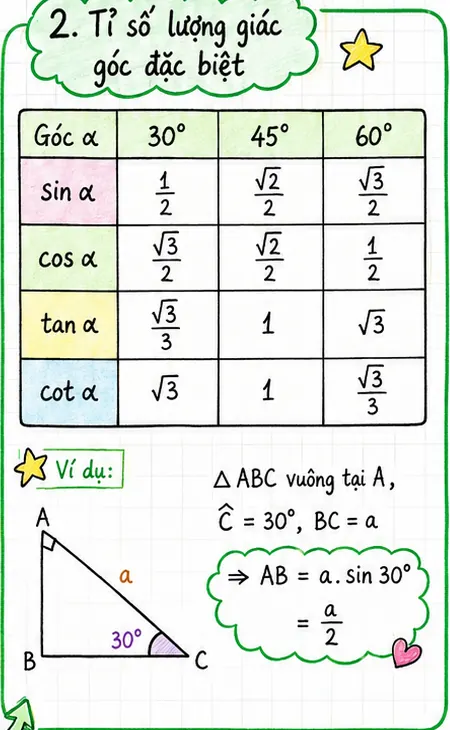 2. Tỉ số lượng giác
góc đặc biệt
Góc α 30° 45° 60°
sin α 1/2 √2/2 √3/2
cos α √3/2 √2/2 1/2
tan α √3/3 1 √3
cot α √3 1 √3/3
Ví dụ:
△ ABC vuông tại A,
Ĉ = 30°, BC = a
⇒ AB = a. sin 30°
= a/2
A
a
30°
B
C